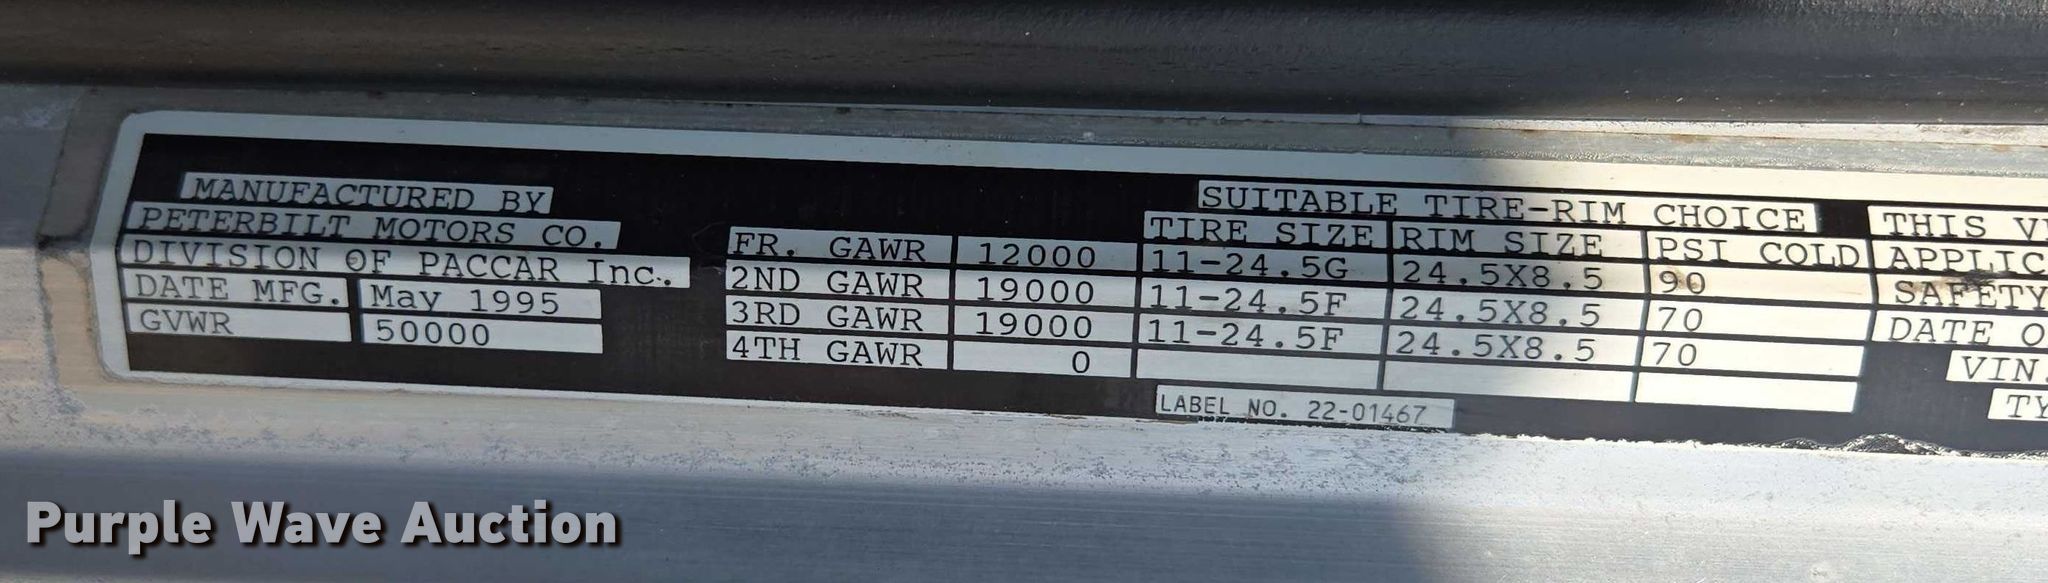 MANUFACTURED BY
PETERBILT MOTORS CO.
DIVISION OF PACCAR Inc.
DATE MFG. May 1995
GVWR 50000
SUITABLE TIRE-RIM CHOICE
TIRE SIZE RIM SIZE PSI COLD
FR. GAWR 12000 11-24.5G 24.5X8.5 90
2ND GAWR 19000 11-24.5F 24.5X8.5 70
3RD GAWR 19000 11-24.5F 24.5X8.5 70
4TH GAWR 0
LABEL NO. 22-01467
THIS V
APPLIC
SAFETY
DATE O
VIN.
TY
Purple Wave Auction